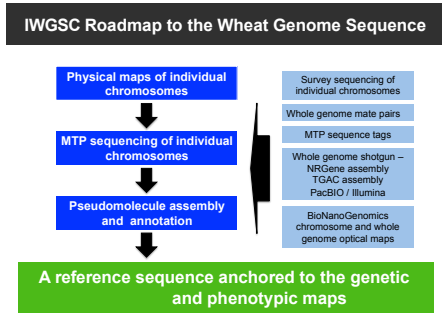 IWGSC Roadmap to the Wheat Genome Sequence
Physical maps of individual
chromosomes
MTP sequencing of individual
chromosomes
Pseudomolecule assembly
and annotation
Survey sequencing of
individual chromosomes
Whole genome mate pairs
MTP sequence tags
Whole genome shotgun –
NRGene assembly
TGAC assembly
PacBIO / Illumina
BioNanoGenomics
chromosome and whole
genome optical maps
A reference sequence anchored to the genetic
and phenotypic maps